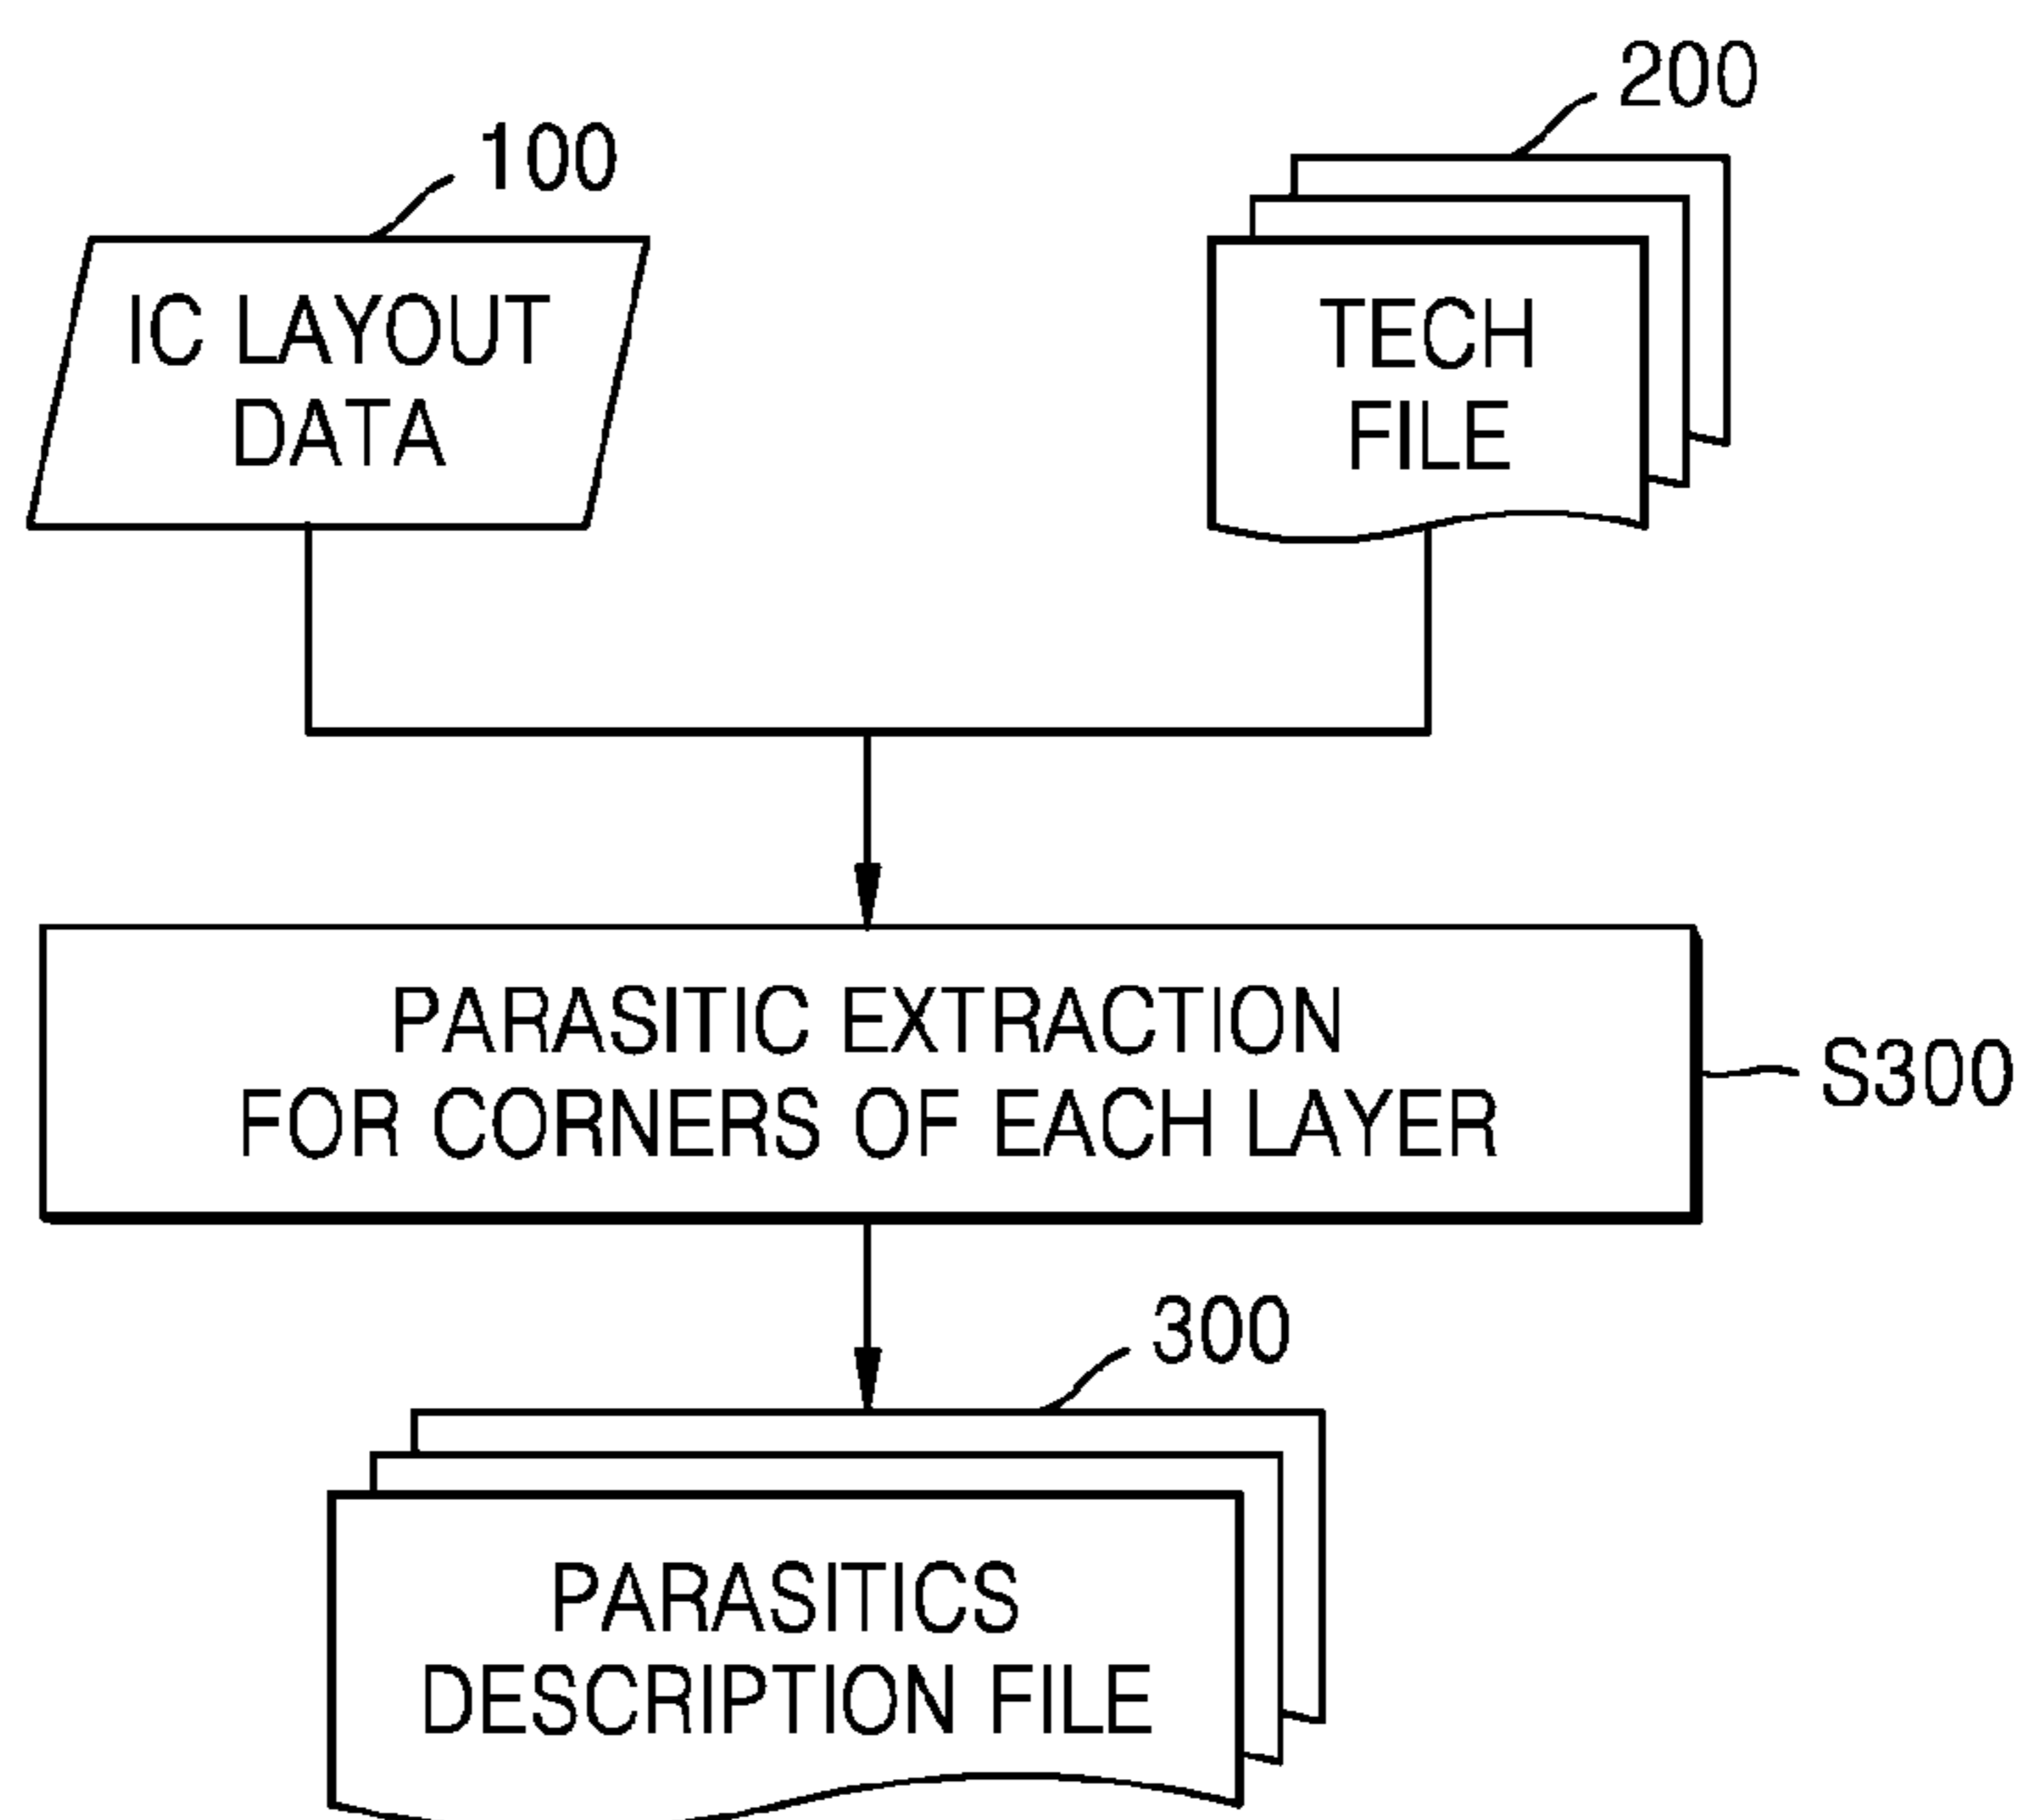 200
100
IC LAYOUT
DATA
TECH
FILE
PARASITIC EXTRACTION
FOR CORNERS OF EACH LAYER
S300
300
PARASITICS
DESCRIPTION FILE